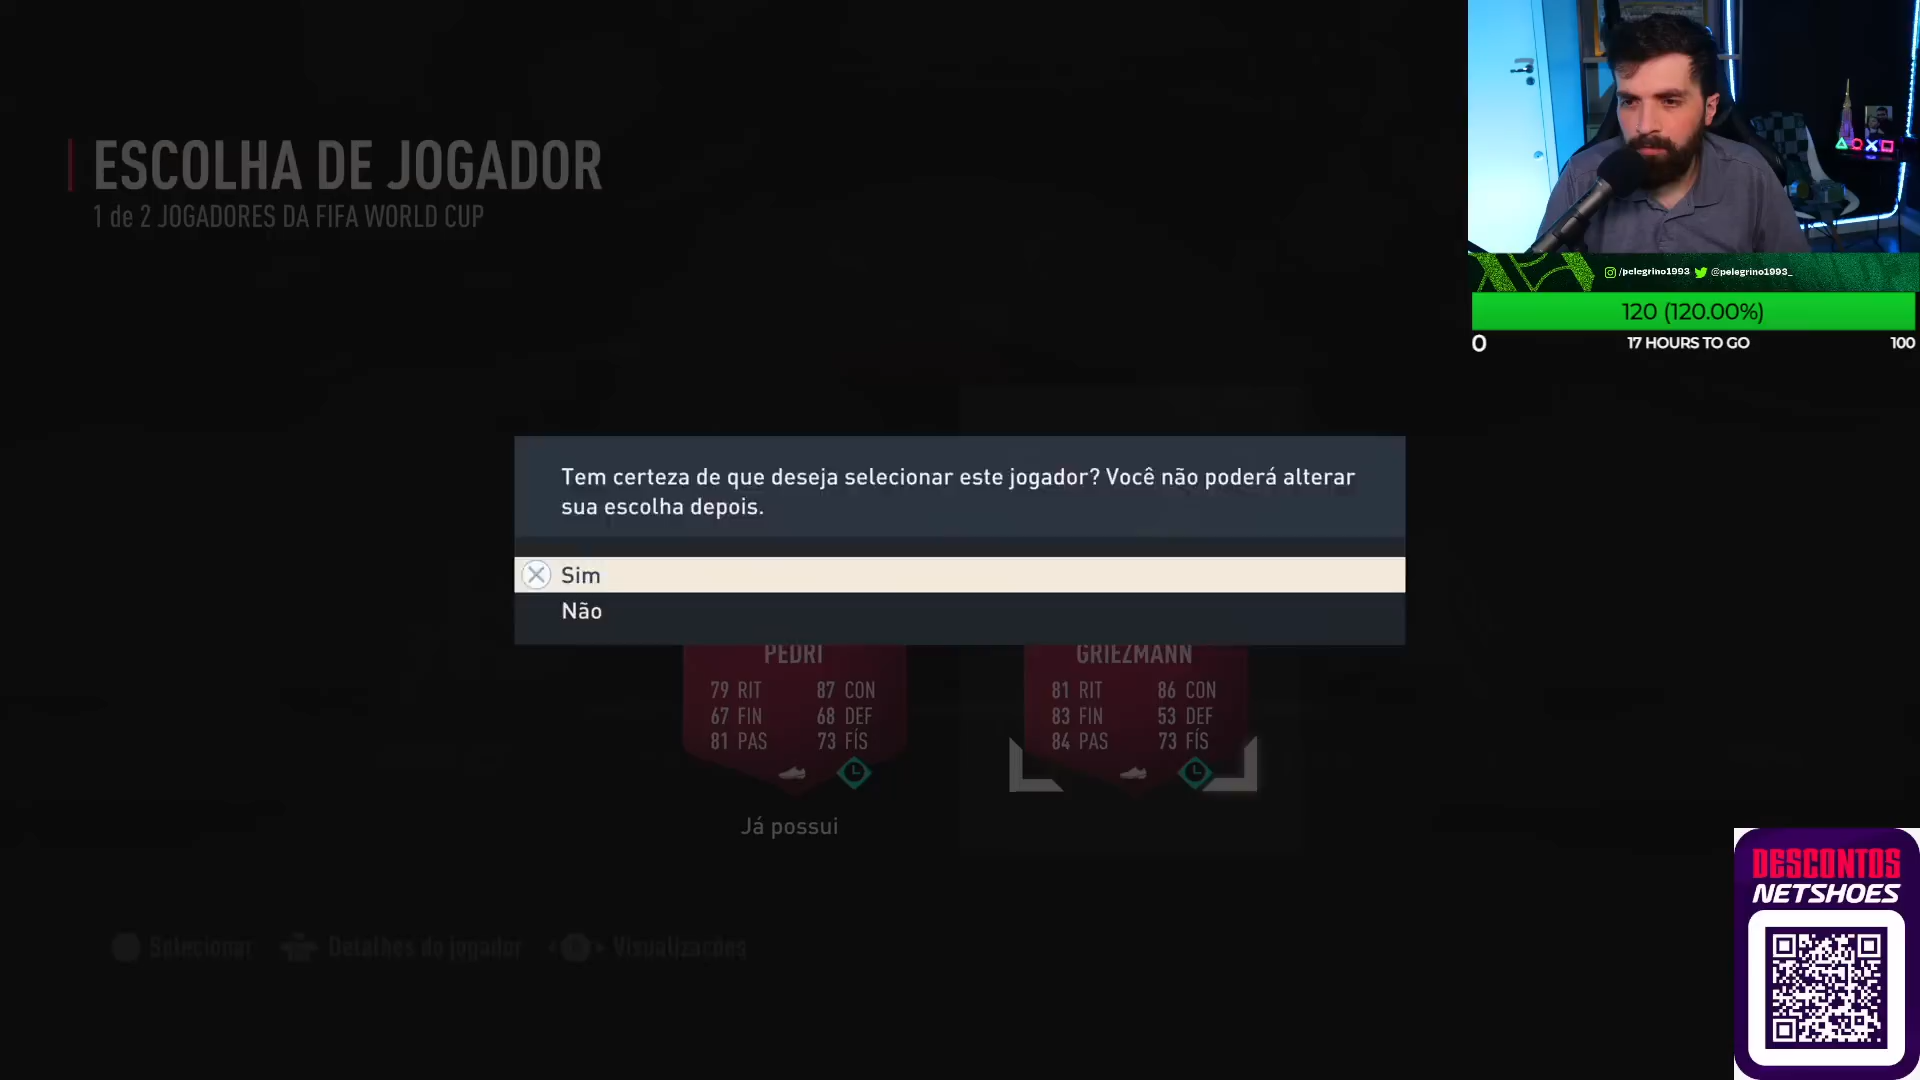 ESCOLHA DE JOGADOR
1 de 2 JOGADORES DA FIFA WORLD CUP
/pelegrino1993 @pelegrino1993_
120 (120.00%)
0 17 HOURS TO GO 100
Tem certeza de que deseja selecionar este jogador? Você não poderá alterar
sua escolha depois.
Sim
Não
PEDRI
79 RIT 87 CON
67 FIN 68 DEF
81 PAS 73 FÍS
Já possui
GRIEZMANN
81 RIT 86 CON
83 FIN 53 DEF
84 PAS 73 FÍS
Selecionar Detalhes do jogador Visualizações
DESCONTOS
NETSHOES